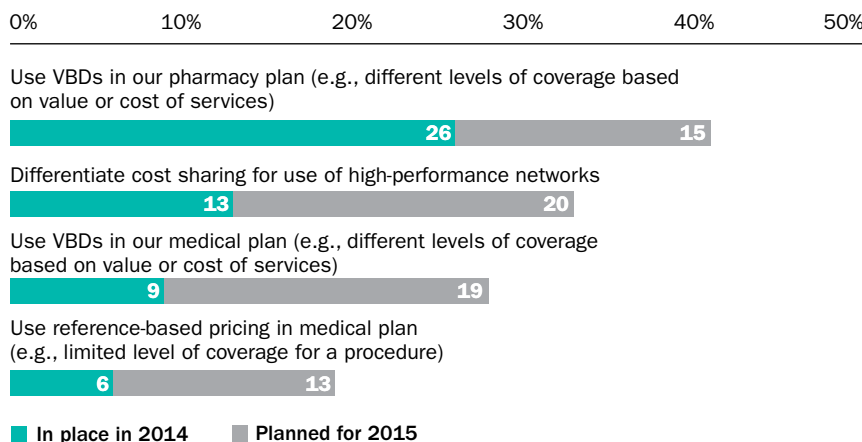 0% 10% 20% 30% 40% 50%
Use VBDs in our pharmacy plan (e.g., different levels of coverage based
on value or cost of services)
26 15
Differentiate cost sharing for use of high-performance networks
13 20
Use VBDs in our medical plan (e.g., different levels of coverage
based on value or cost of services)
9 19
Use reference-based pricing in medical plan
(e.g., limited level of coverage for a procedure)
6 13
In place in 2014 Planned for 2015